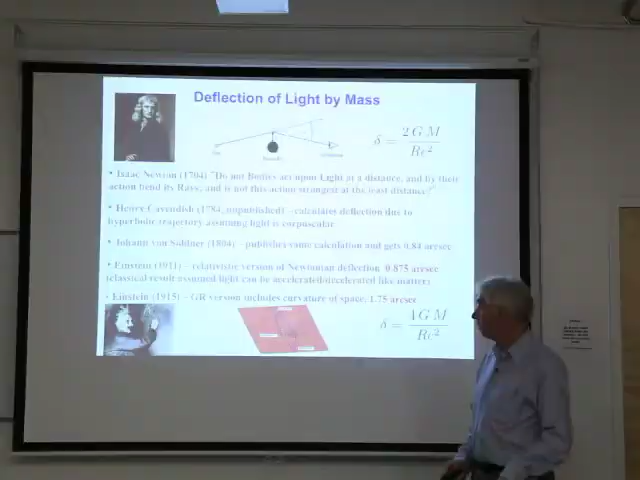 Deflection of Light by Mass
δ = 2 G M / Rc²
• Isaac Newton (1704) "Do not Bodies act upon Light at a distance, and by their
action bend its Rays, and is not this action strongest at the least distance?"
• Henry Cavendish (1784, unpublished) – calculates deflection due to
hyperbolic trajectory assuming light is corpuscular
• Johann von Soldner (1804) – publishes same calculation and gets 0.84 arcsec
• Einstein (1911) – relativistic version of Newtonian deflection 0.875 arcsec
(classical result assumed light can be accelerated/decelerated like matter)
• Einstein (1915) – GR version includes curvature of space, 1.75 arcsec
δ = 4 G M / Rc²